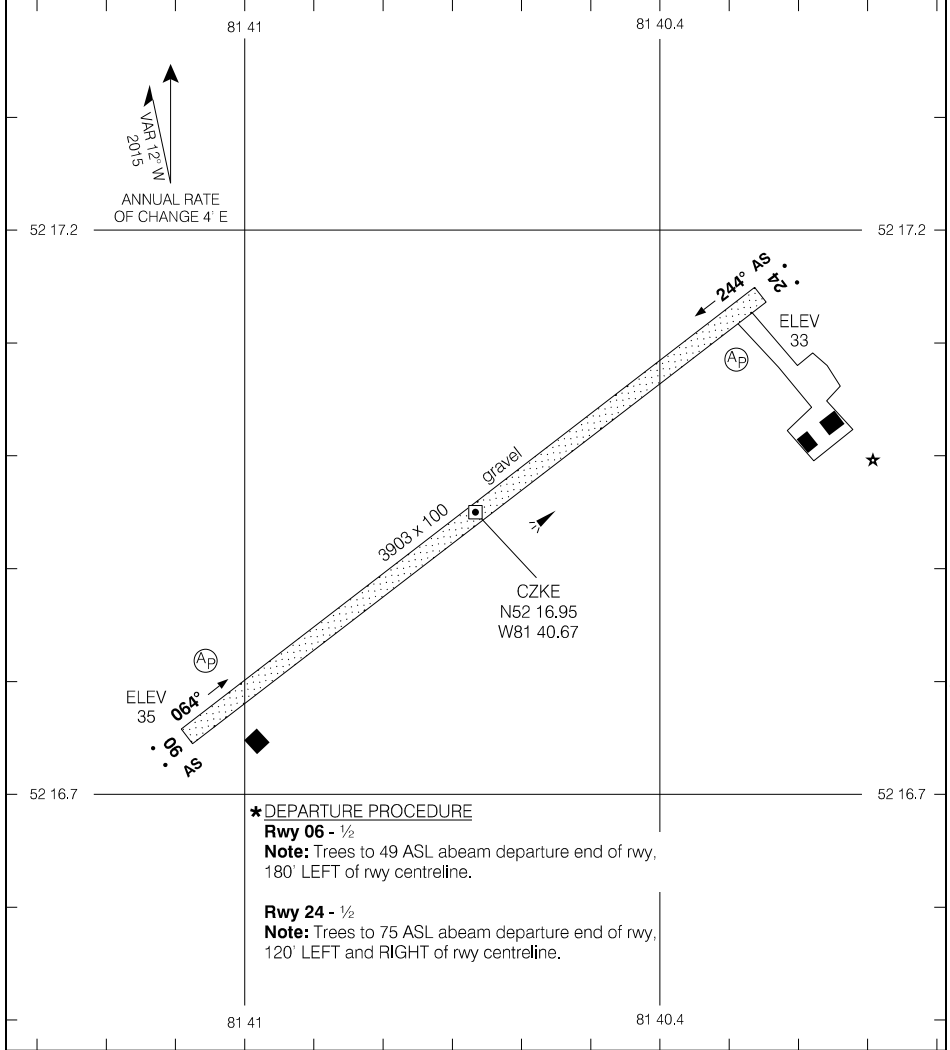 81 41
81 40.4
VAR 12° W
2015
ANNUAL RATE
OF CHANGE 4' E
52 17.2
52 17.2
244° AS
24
ELEV
33
AP
gravel
3903 x 100
CZKE
N52 16.95
W81 40.67
AP
ELEV
35
064°
06
AS
52 16.7
52 16.7
*DEPARTURE PROCEDURE
Rwy 06 - ½
Note: Trees to 49 ASL abeam departure end of rwy,
180' LEFT of rwy centreline.
Rwy 24 - ½
Note: Trees to 75 ASL abeam departure end of rwy,
120' LEFT and RIGHT of rwy centreline.
81 41
81 40.4